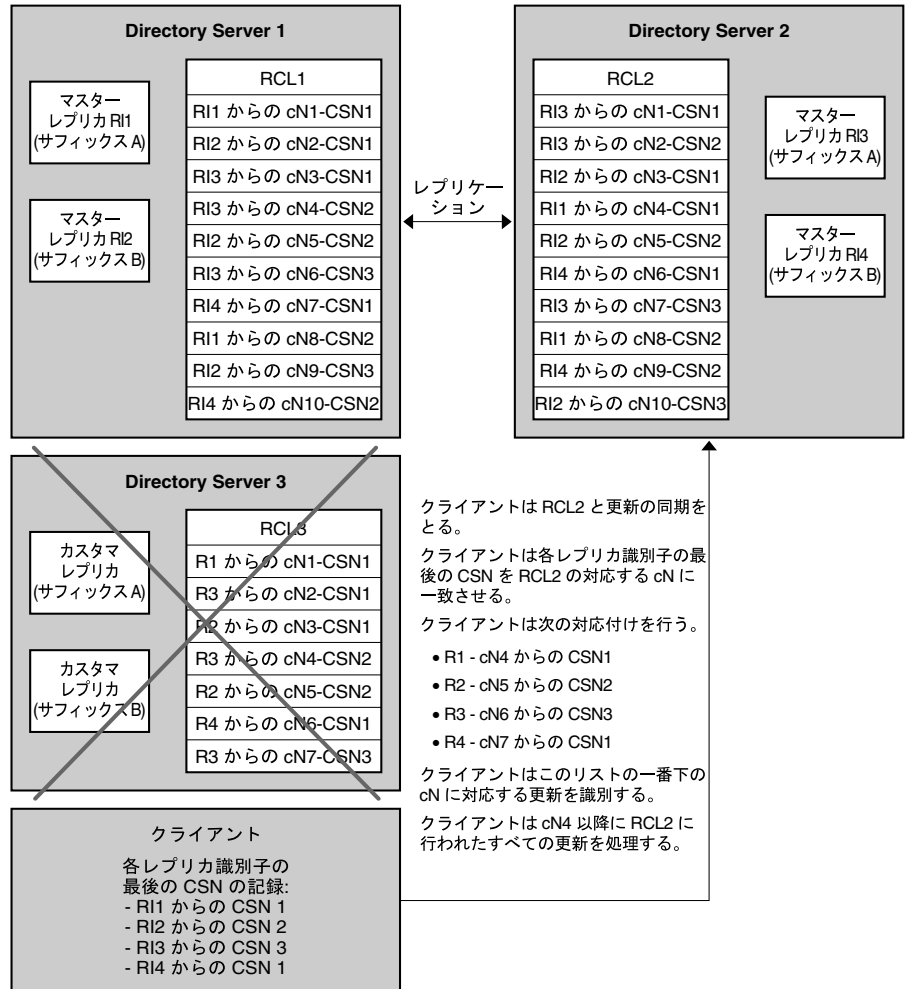 Directory Server 1
マスター
レプリカ RI1
(サフィックス A)
マスター
レプリカ RI2
(サフィックス B)
RCL1
RI1 からの cN1-CSN1
RI2 からの cN2-CSN1
RI3 からの cN3-CSN1
RI3 からの cN4-CSN2
RI2 からの cN5-CSN2
RI3 からの cN6-CSN3
RI4 からの cN7-CSN1
RI1 からの cN8-CSN2
RI2 からの cN9-CSN3
RI4 からの cN10-CSN2
レプリケー
ション
Directory Server 2
RCL2
RI3 からの cN1-CSN1
RI3 からの cN2-CSN2
RI2 からの cN3-CSN1
RI1 からの cN4-CSN1
RI2 からの cN5-CSN2
RI4 からの cN6-CSN1
RI3 からの cN7-CSN3
RI1 からの cN8-CSN2
RI4 からの cN9-CSN2
RI2 からの cN10-CSN3
マスター
レプリカ RI3
(サフィックス A)
マスター
レプリカ RI4
(サフィックス B)
Directory Server 3
カスタマ
レプリカ
(サフィックス A)
カスタマ
レプリカ
(サフィックス B)
RCL3
R1 からの cN1-CSN1
R3 からの cN2-CSN1
R2 からの cN3-CSN1
R3 からの cN4-CSN2
R2 からの cN5-CSN2
R4 からの cN6-CSN1
R3 からの cN7-CSN3
クライアントは RCL2 と更新の同期を
とる。
クライアントは各レプリカ識別子の最
後の CSN を RCL2 の対応する cN に
一致させる。
クライアントは次の対応付けを行う。
• R1 - cN4 からの CSN1
• R2 - cN5 からの CSN2
• R3 - cN6 からの CSN3
• R4 - cN7 からの CSN1
クライアントはこのリストの一番下の
cN に対応する更新を識別する。
クライアントは cN4 以降に RCL2 に
行われたすべての更新を処理する。
クライアント
各レプリカ識別子の
最後の CSN の記録:
- RI1 からの CSN 1
- RI2 からの CSN 2
- RI3 からの CSN 3
- RI4 からの CSN 1